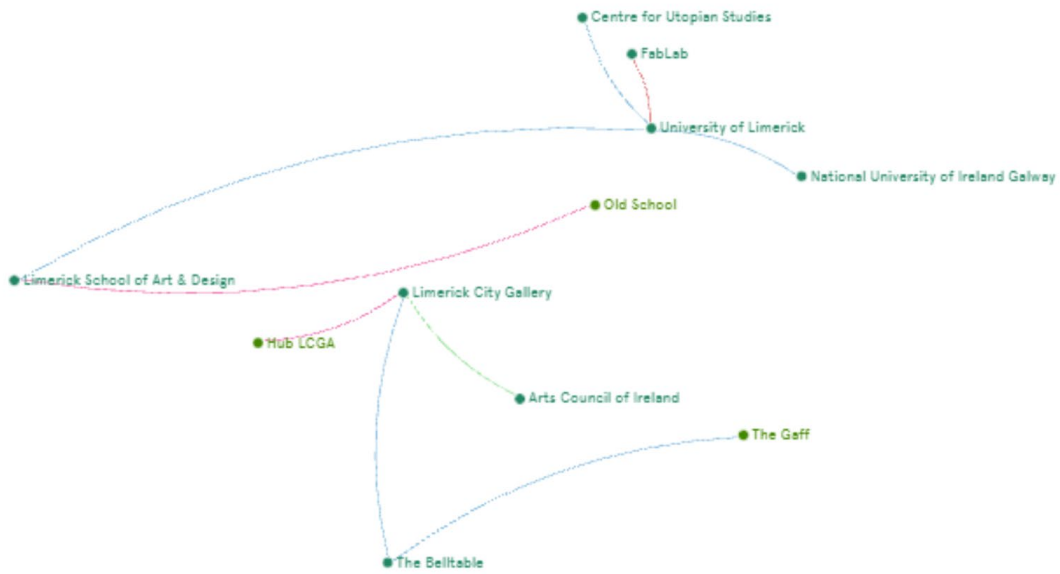 Centre for Utopian Studies
FabLab
University of Limerick
National University of Ireland Galway
Old School
Limerick School of Art & Design
Limerick City Gallery
Hub LCGA
Arts Council of Ireland
The Gaff
The Belltable